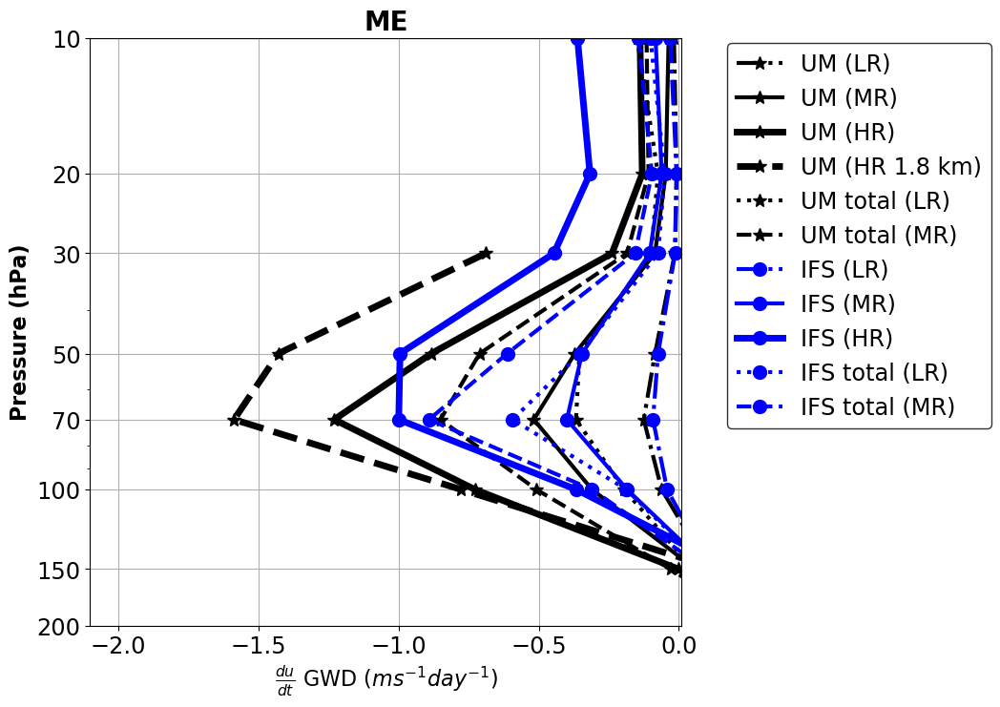 ME
10
20
30
50
70
100
150
200
Pressure (hPa)
−2.0 −1.5 −1.0 −0.5 0.0
du/dt GWD (ms⁻¹day⁻¹)
UM (LR)
UM (MR)
UM (HR)
UM (HR 1.8 km)
UM total (LR)
UM total (MR)
IFS (LR)
IFS (MR)
IFS (HR)
IFS total (LR)
IFS total (MR)